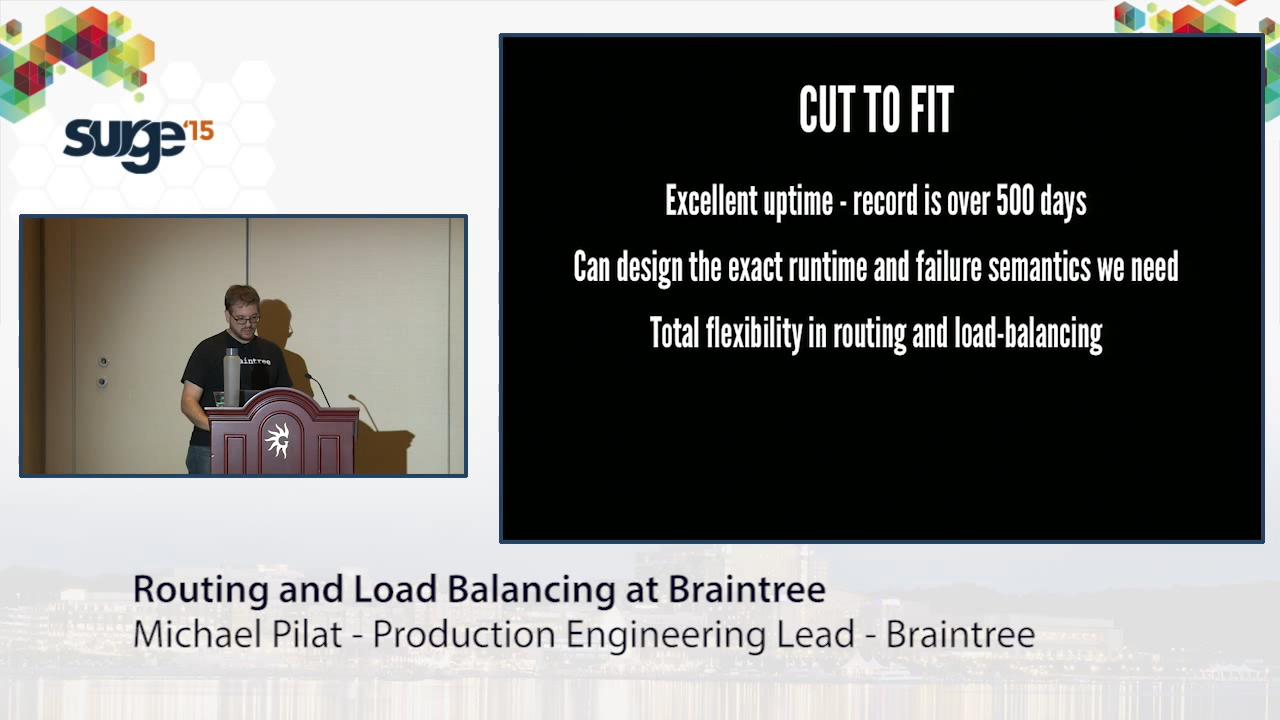 surge '15
CUT TO FIT
Excellent uptime - record is over 500 days
Can design the exact runtime and failure semantics we need
Total flexibility in routing and load-balancing
aintree
Routing and Load Balancing at Braintree
Michael Pilat - Production Engineering Lead - Braintree